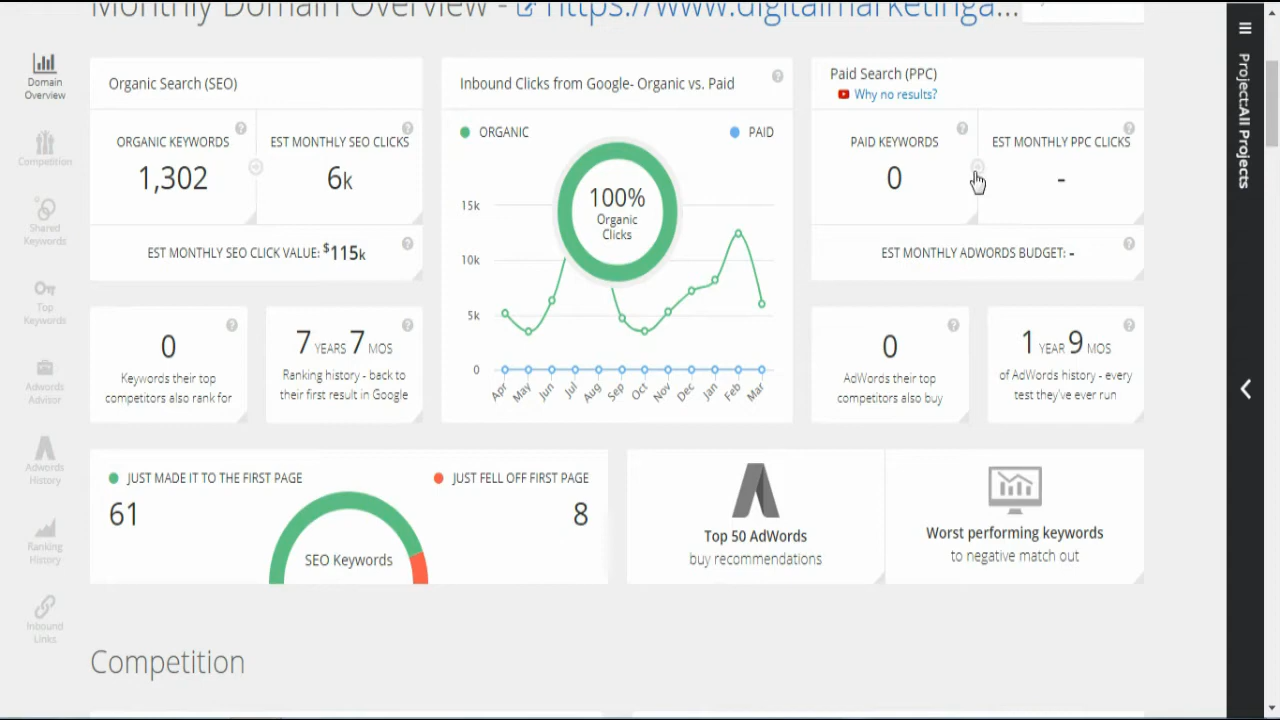 Monthly Domain Overview - https://www.digitalmarketinga...
Domain
Overview
Competition
Shared
Keywords
Top
Keywords
Adwords
Advisor
Adwords
History
Ranking
History
Inbound
Links
Organic Search (SEO)
ORGANIC KEYWORDS
1,302
EST MONTHLY SEO CLICKS
6k
EST MONTHLY SEO CLICK VALUE: $115k
0
Keywords their top
competitors also rank for
7 YEARS 7 MOS
Ranking history - back to
their first result in Google
Inbound Clicks from Google- Organic vs. Paid
ORGANIC
PAID
100%
Organic
Clicks
15k
10k
5k
0
Apr May Jun Jul Aug Sep Oct Nov Dec Jan Feb Mar
Paid Search (PPC)
Why no results?
PAID KEYWORDS
0
EST MONTHLY PPC CLICKS
-
EST MONTHLY ADWORDS BUDGET: -
0
AdWords their top
competitors also buy
1 YEAR 9 MOS
of AdWords history - every
test they've ever run
JUST MADE IT TO THE FIRST PAGE
61
JUST FELL OFF FIRST PAGE
8
SEO Keywords
Top 50 AdWords
buy recommendations
Worst performing keywords
to negative match out
Competition
Project:All Projects